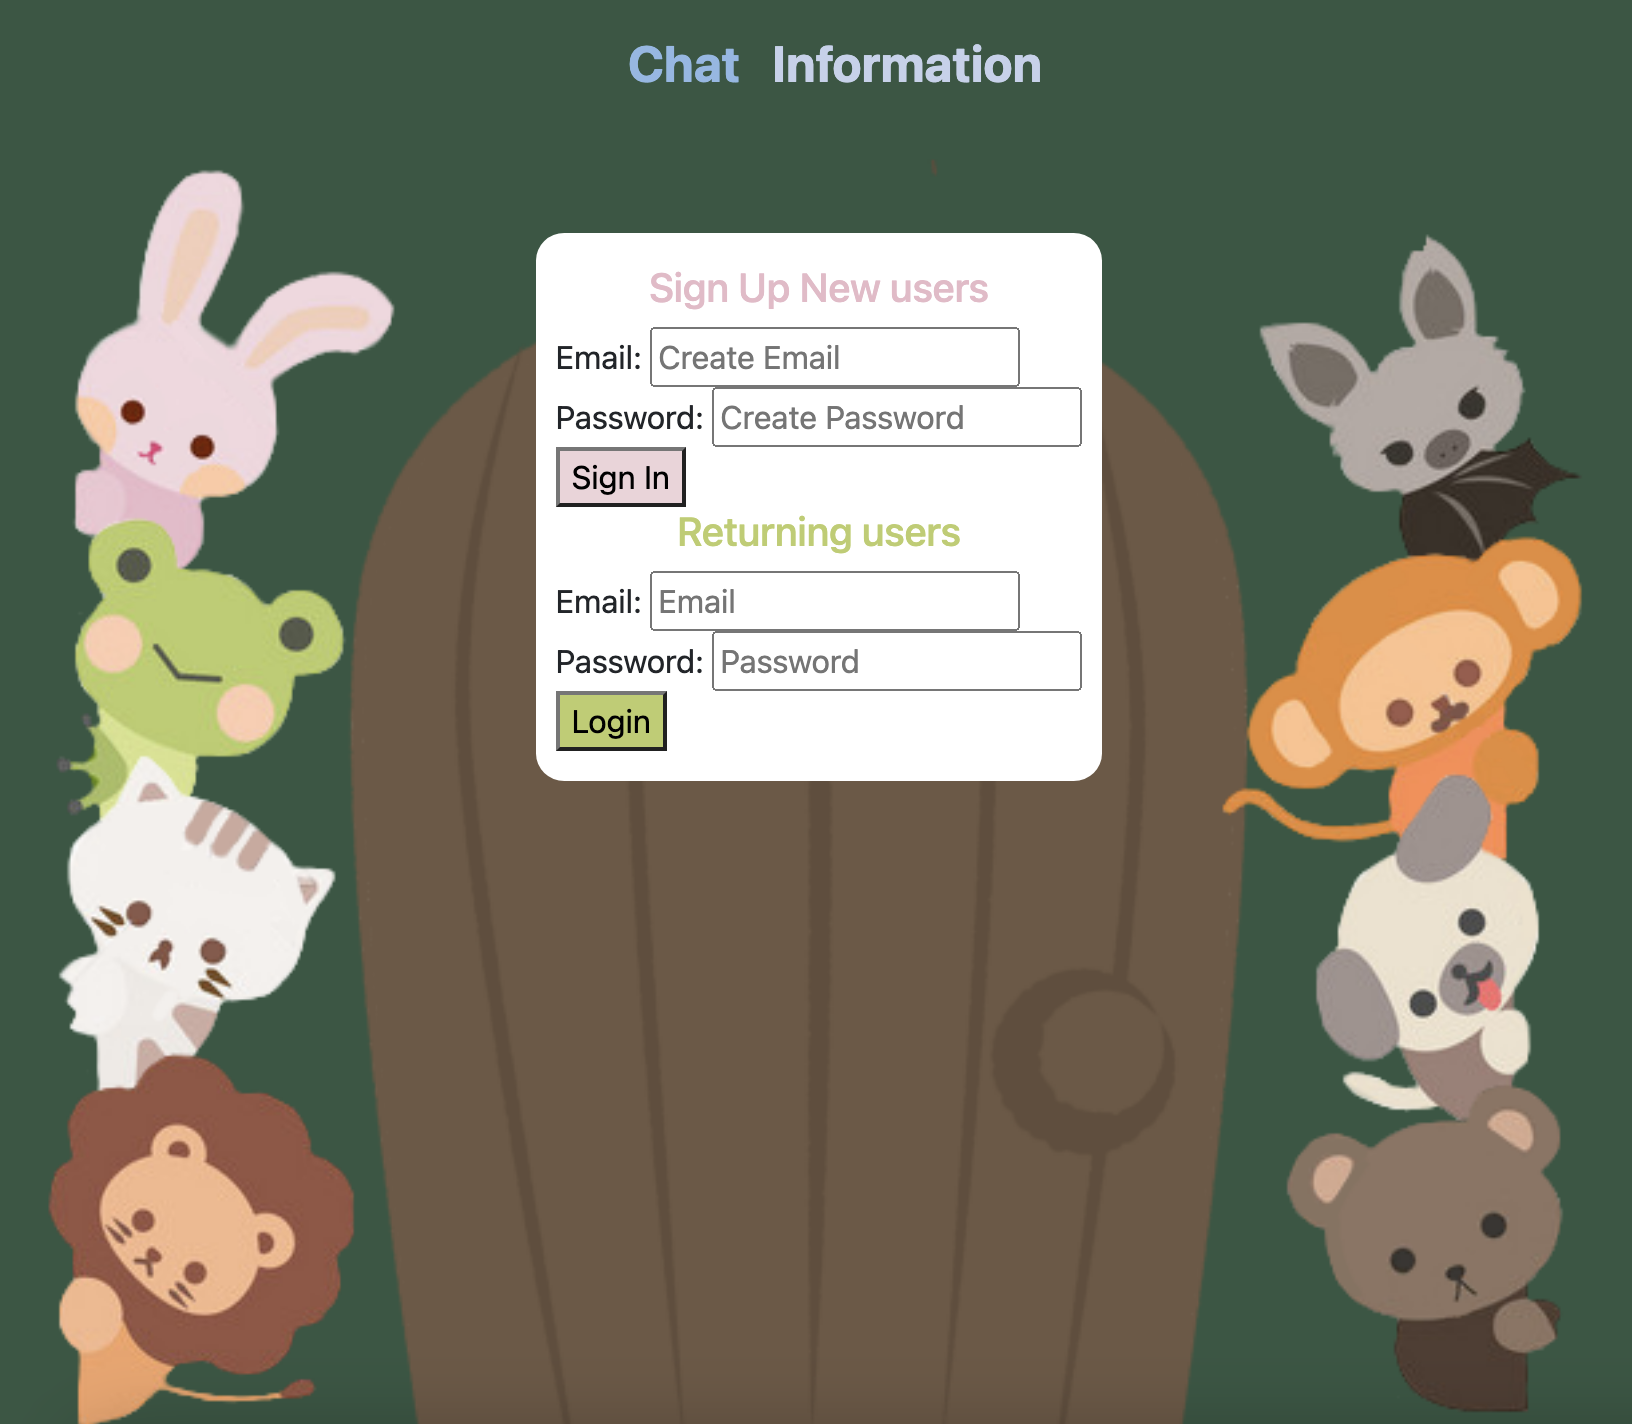 Chat Information
Sign Up New users
Email: Create Email
Password: Create Password
Sign In
Returning users
Email: Email
Password: Password
Login